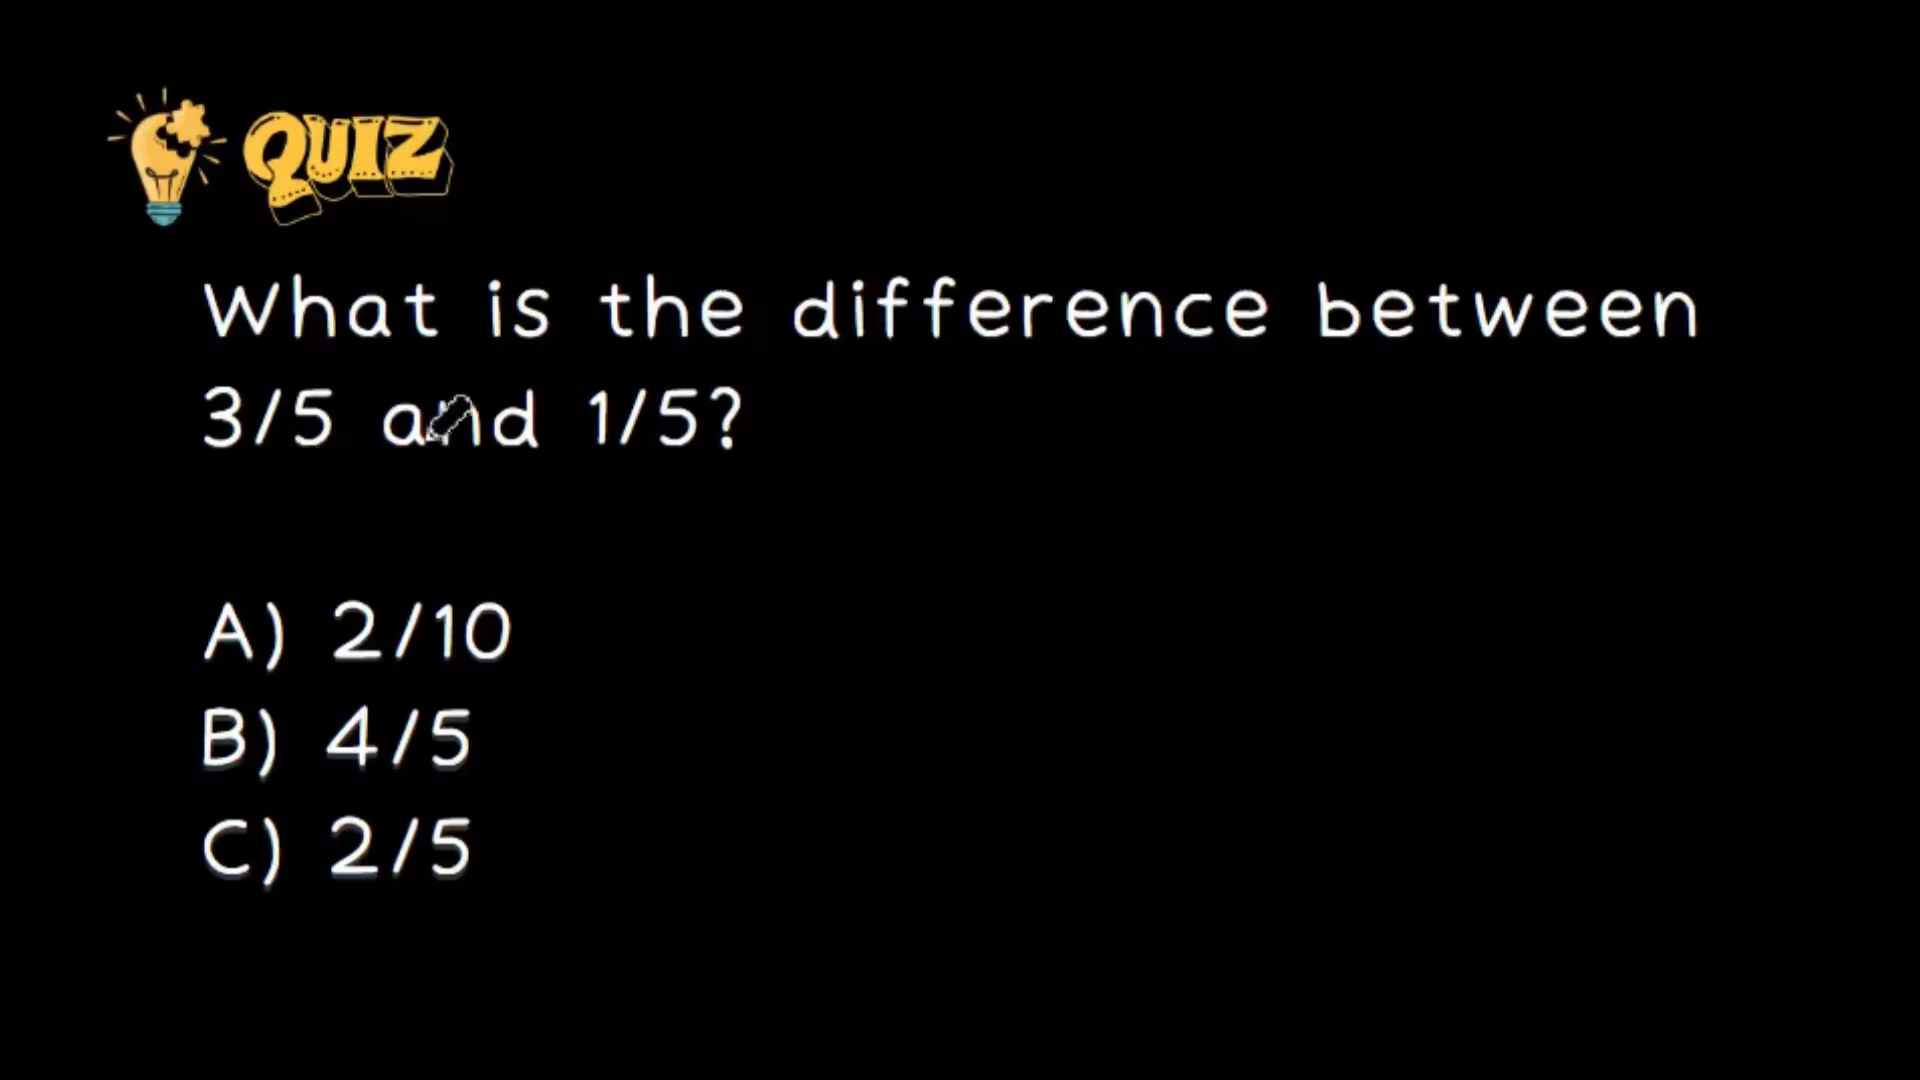 QUIZ
What is the difference between
3/5 and 1/5?
A) 2/10
B) 4/5
C) 2/5